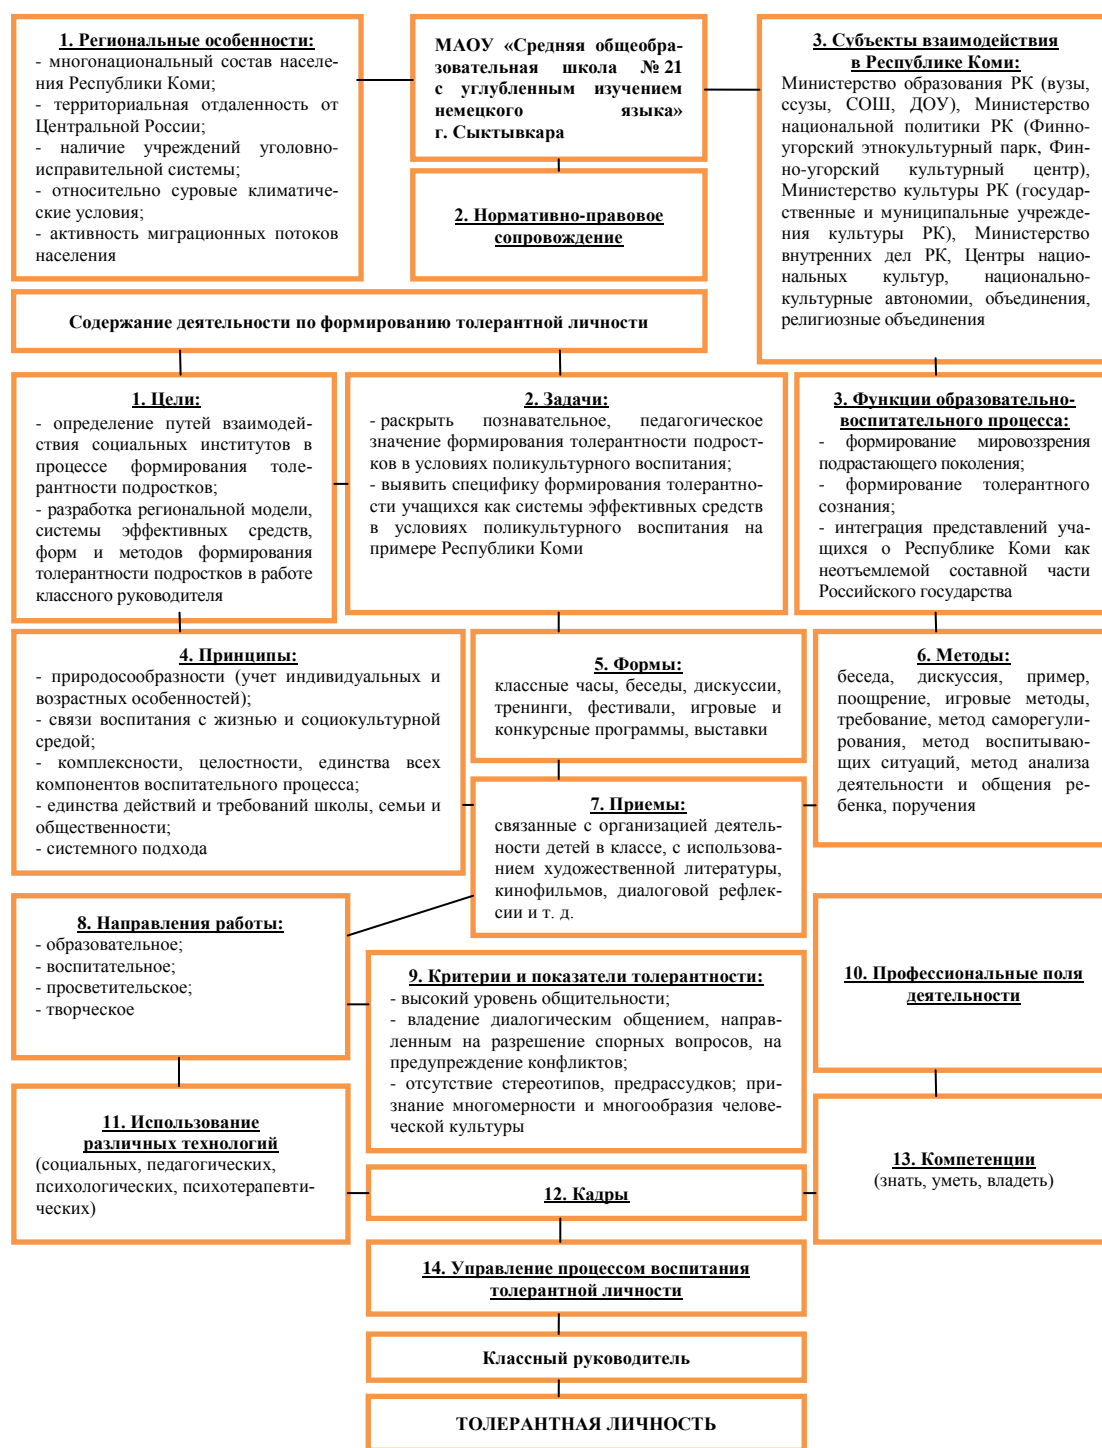 1. Региональные особенности:
- многонациональный состав населе-
ния Республики Коми;
- территориальная отдаленность от
Центральной России;
- наличие учреждений уголовно-
исправительной системы;
- относительно суровые климатиче-
ские условия;
- активность миграционных потоков
населения
МАОУ «Средняя общеобра-
зовательная школа № 21
с углубленным изучением
немецкого языка»
г. Сыктывкара
2. Нормативно-правовое
сопровождение
3. Субъекты взаимодействия
в Республике Коми:
Министерство образования РК (вузы,
ссузы, СОШ, ДОУ), Министерство
национальной политики РК (Финно-
угорский этнокультурный парк, Фин-
но-угорский культурный центр),
Министерство культуры РК (государ-
ственные и муниципальные учрежде-
ния культуры РК), Министерство
внутренних дел РК, Центры нацио-
нальных культур, национально-
культурные автономии, объединения,
религиозные объединения
Содержание деятельности по формированию толерантной личности
1. Цели:
- определение путей взаимодей-
ствия социальных институтов в
процессе формирования толе-
рантности подростков;
- разработка региональной модели,
системы эффективных средств,
форм и методов формирования
толерантности подростков в работе
классного руководителя
2. Задачи:
- раскрыть познавательное, педагогическое
значение формирования толерантности подрост-
ков в условиях поликультурного воспитания;
- выявить специфику формирования толерантно-
сти учащихся как системы эффективных средств
в условиях поликультурного воспитания на
примере Республики Коми
3. Функции образовательно-
воспитательного процесса:
- формирование мировоззрения
подрастающего поколения;
- формирование толерантного
сознания;
- интеграция представлений уча-
щихся о Республике Коми как
неотъемлемой составной части
Российского государства
4. Принципы:
- природосообразности (учет индивидуальных и
возрастных особенностей);
- связи воспитания с жизнью и социокультурной
средой;
- комплексности, целостности, единства всех
компонентов воспитательного процесса;
- единства действий и требований школы, семьи и
общественности;
- системного подхода
5. Формы:
классные часы, беседы, дискуссии,
тренинги, фестивали, игровые и
конкурсные программы, выставки
6. Методы:
беседа, дискуссия, пример,
поощрение, игровые методы,
требование, метод саморегули-
рования, метод воспитываю-
щих ситуаций, метод анализа
деятельности и общения ре-
бенка, поручения
7. Приемы:
связанные с организацией деятель-
ности детей в классе, с использова-
нием художественной литературы,
кинофильмов, диалоговой рефлек-
сии и т. д.
8. Направления работы:
- образовательное;
- воспитательное;
- просветительское;
- творческое
9. Критерии и показатели толерантности:
- высокий уровень общительности;
- владение диалогическим общением, направ-
ленным на разрешение спорных вопросов, на
предупреждение конфликтов;
- отсутствие стереотипов, предрассудков; при-
знание многомерности и многообразия челове-
ческой культуры
10. Профессиональные поля
деятельности
11. Использование
различных технологий
(социальных, педагогических,
психологических, психотерапевти-
ческих)
12. Кадры
13. Компетенции
(знать, уметь, владеть)
14. Управление процессом воспитания
толерантной личности
Классный руководитель
ТОЛЕРАНТНАЯ ЛИЧНОСТЬ